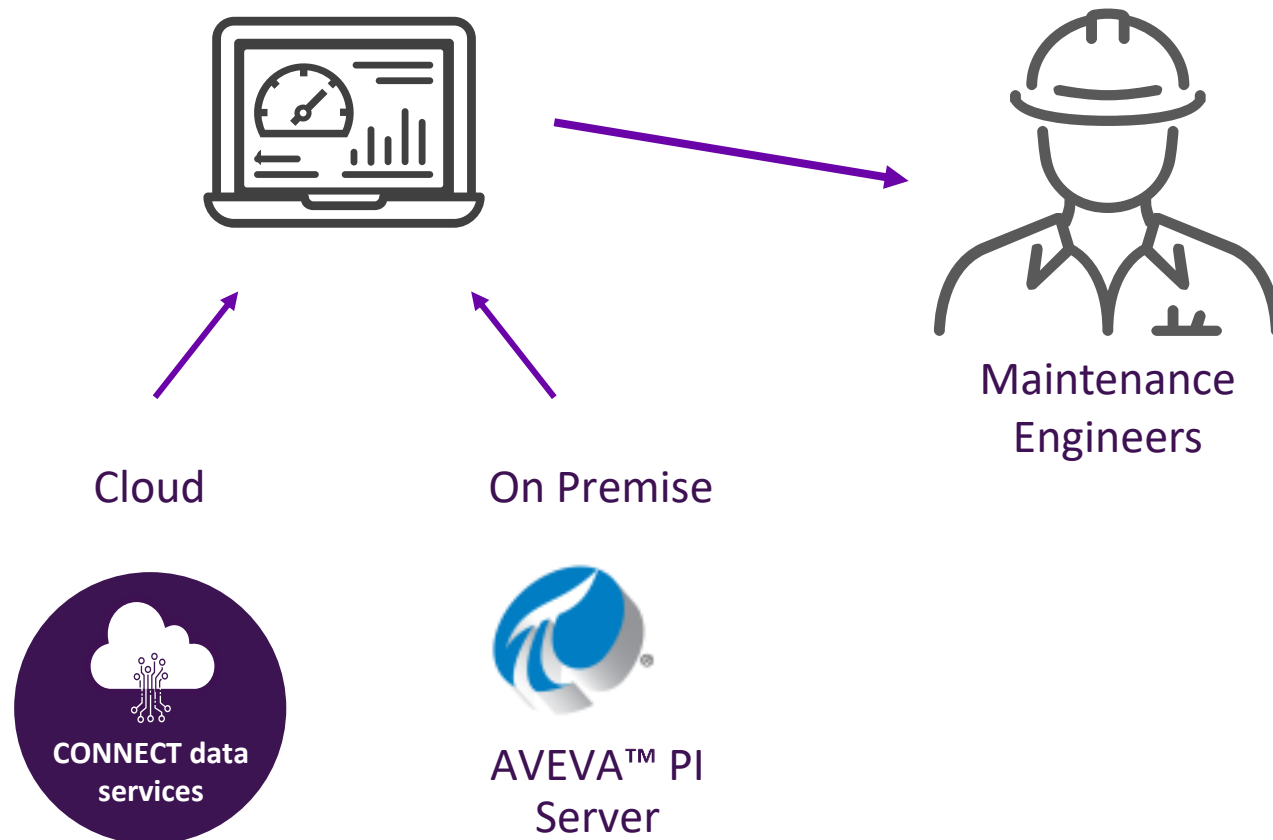 Maintenance
Engineers
Cloud
On Premise
CONNECT data
services
®
AVEVA™ PI
Server